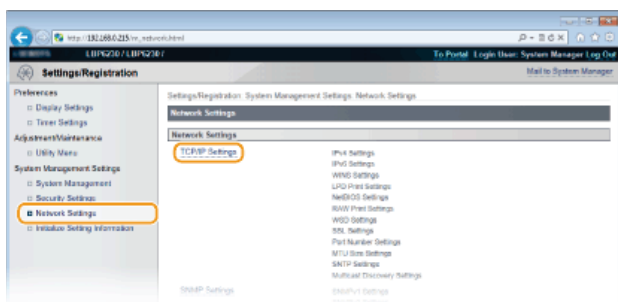 http://192.168.0.215/m_network.html
LBP6230 / LBP6230 /
To Portal Login User: System Manager Log Out
Settings/Registration
Mail to System Manager
Preferences
Display Settings
Timer Settings
Adjustment/Maintenance
Utility Menu
System Management Settings
System Management
Security Settings
Network Settings
Initialize Setting Information
Settings/Registration: System Management Settings: Network Settings
Network Settings
Network Settings
TCP/IP Settings
IPv4 Settings
IPv6 Settings
WINS Settings
LPD Print Settings
NetBIOS Settings
RAW Print Settings
WSD Settings
SSL Settings
Port Number Settings
MTU Size Settings
SNTP Settings
Multicast Discovery Settings
SNMP Settings
SNMPv1 Settings